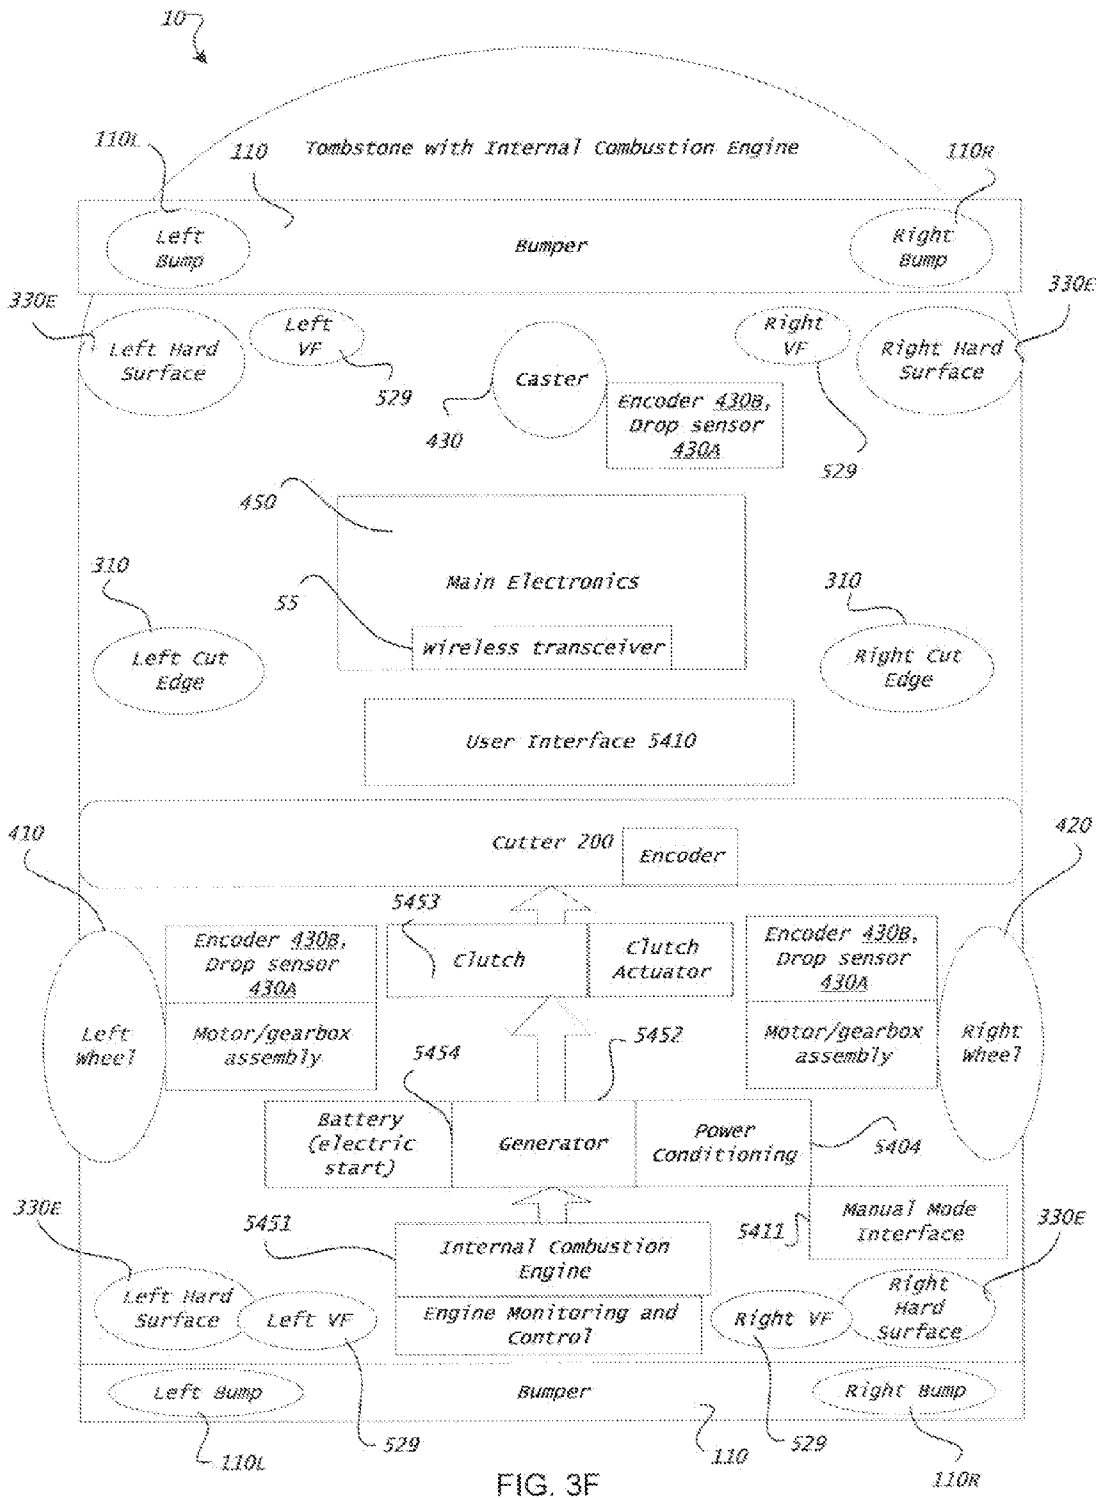 10
110L
110
Tombstone with Internal Combustion Engine
110R
Left
Bump
Bumper
Right
Bump
330E
330E
Left
VF
Right
VF
Left Hard
Surface
529
Caster
430
Encoder 430B,
Drop sensor
430A
Right Hard
Surface
529
450
Main Electronics
310
55
310
Wireless transceiver
Left Cut
Edge
Right Cut
Edge
User Interface 5410
410
Cutter 200
Encoder
420
5453
Encoder 430B,
Drop sensor
430A
Clutch
Clutch
Actuator
Encoder 430B,
Drop sensor
430A
Left
Wheel
Motor/gearbox
assembly
Motor/gearbox
assembly
Right
Wheel
5454
5452
Battery
(electric
start)
Generator
Power
Conditioning
5404
330E
5451
Internal Combustion
Engine
5411
Manual Mode
Interface
330E
Left Hard
Surface
Left VF
Engine Monitoring and
Control
Right VF
Right
Hard
Surface
Left Bump
Bumper
Right Bump
110L
529
110
529
110R
FIG. 3F